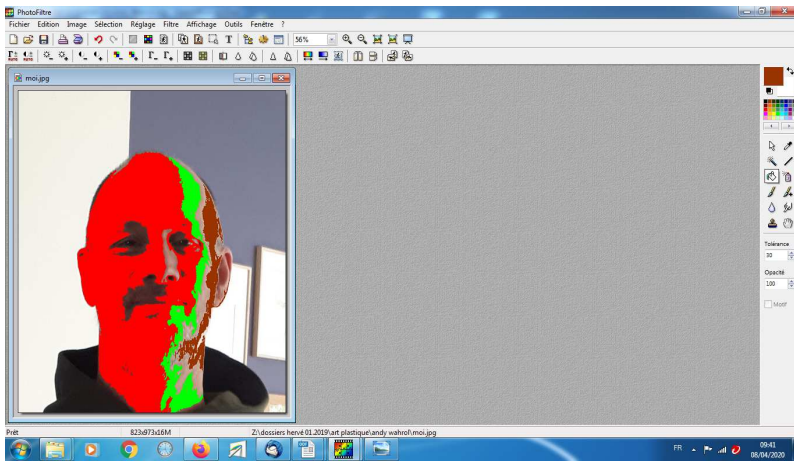 PhotoFiltre
Fichier Edition Image Sélection Réglage Filtre Affichage Outils Fenêtre ?
56%
moi.jpg
Tolérance
30
Opacité
100
Motif
Prêt 823x973x16M Z:\dossiers hervé 01.2019\art plastique\andy wahrol\moi.jpg
FR 09:41
08/04/2020